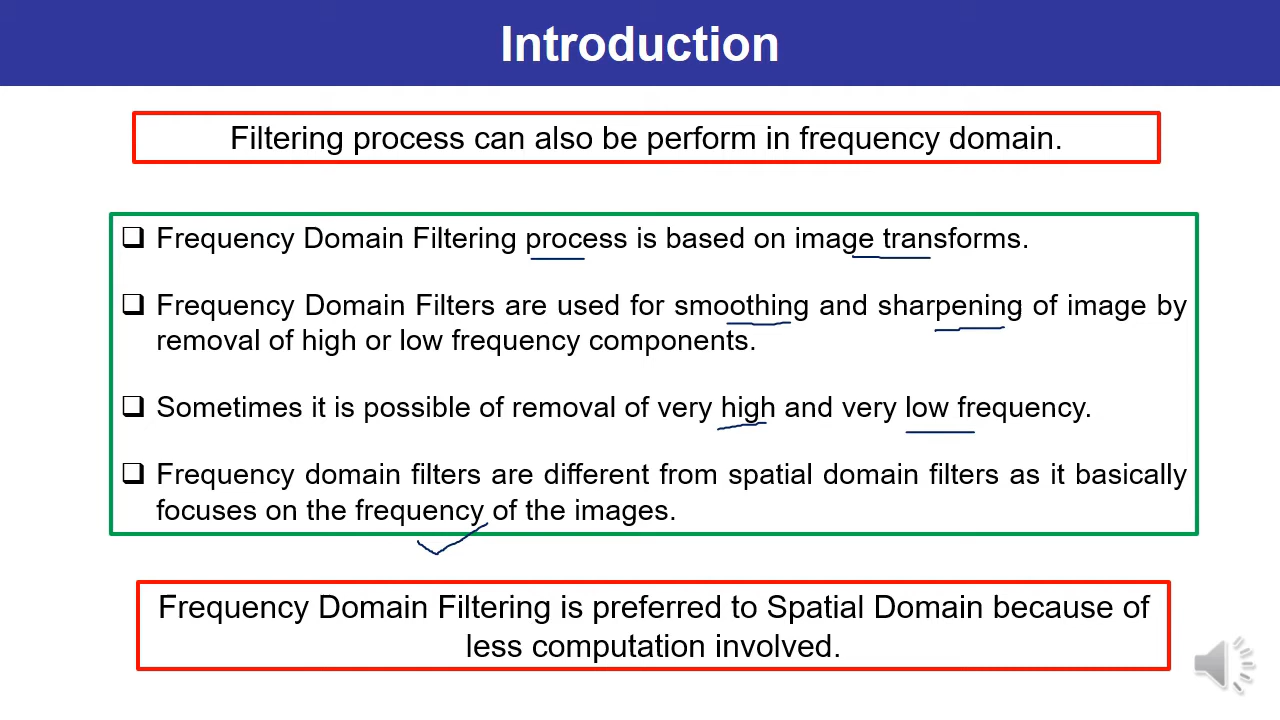 Introduction
Filtering process can also be perform in frequency domain.
❑ Frequency Domain Filtering process is based on image transforms.
❑ Frequency Domain Filters are used for smoothing and sharpening of image by
removal of high or low frequency components.
❑ Sometimes it is possible of removal of very high and very low frequency.
❑ Frequency domain filters are different from spatial domain filters as it basically
focuses on the frequency of the images.
Frequency Domain Filtering is preferred to Spatial Domain because of
less computation involved.